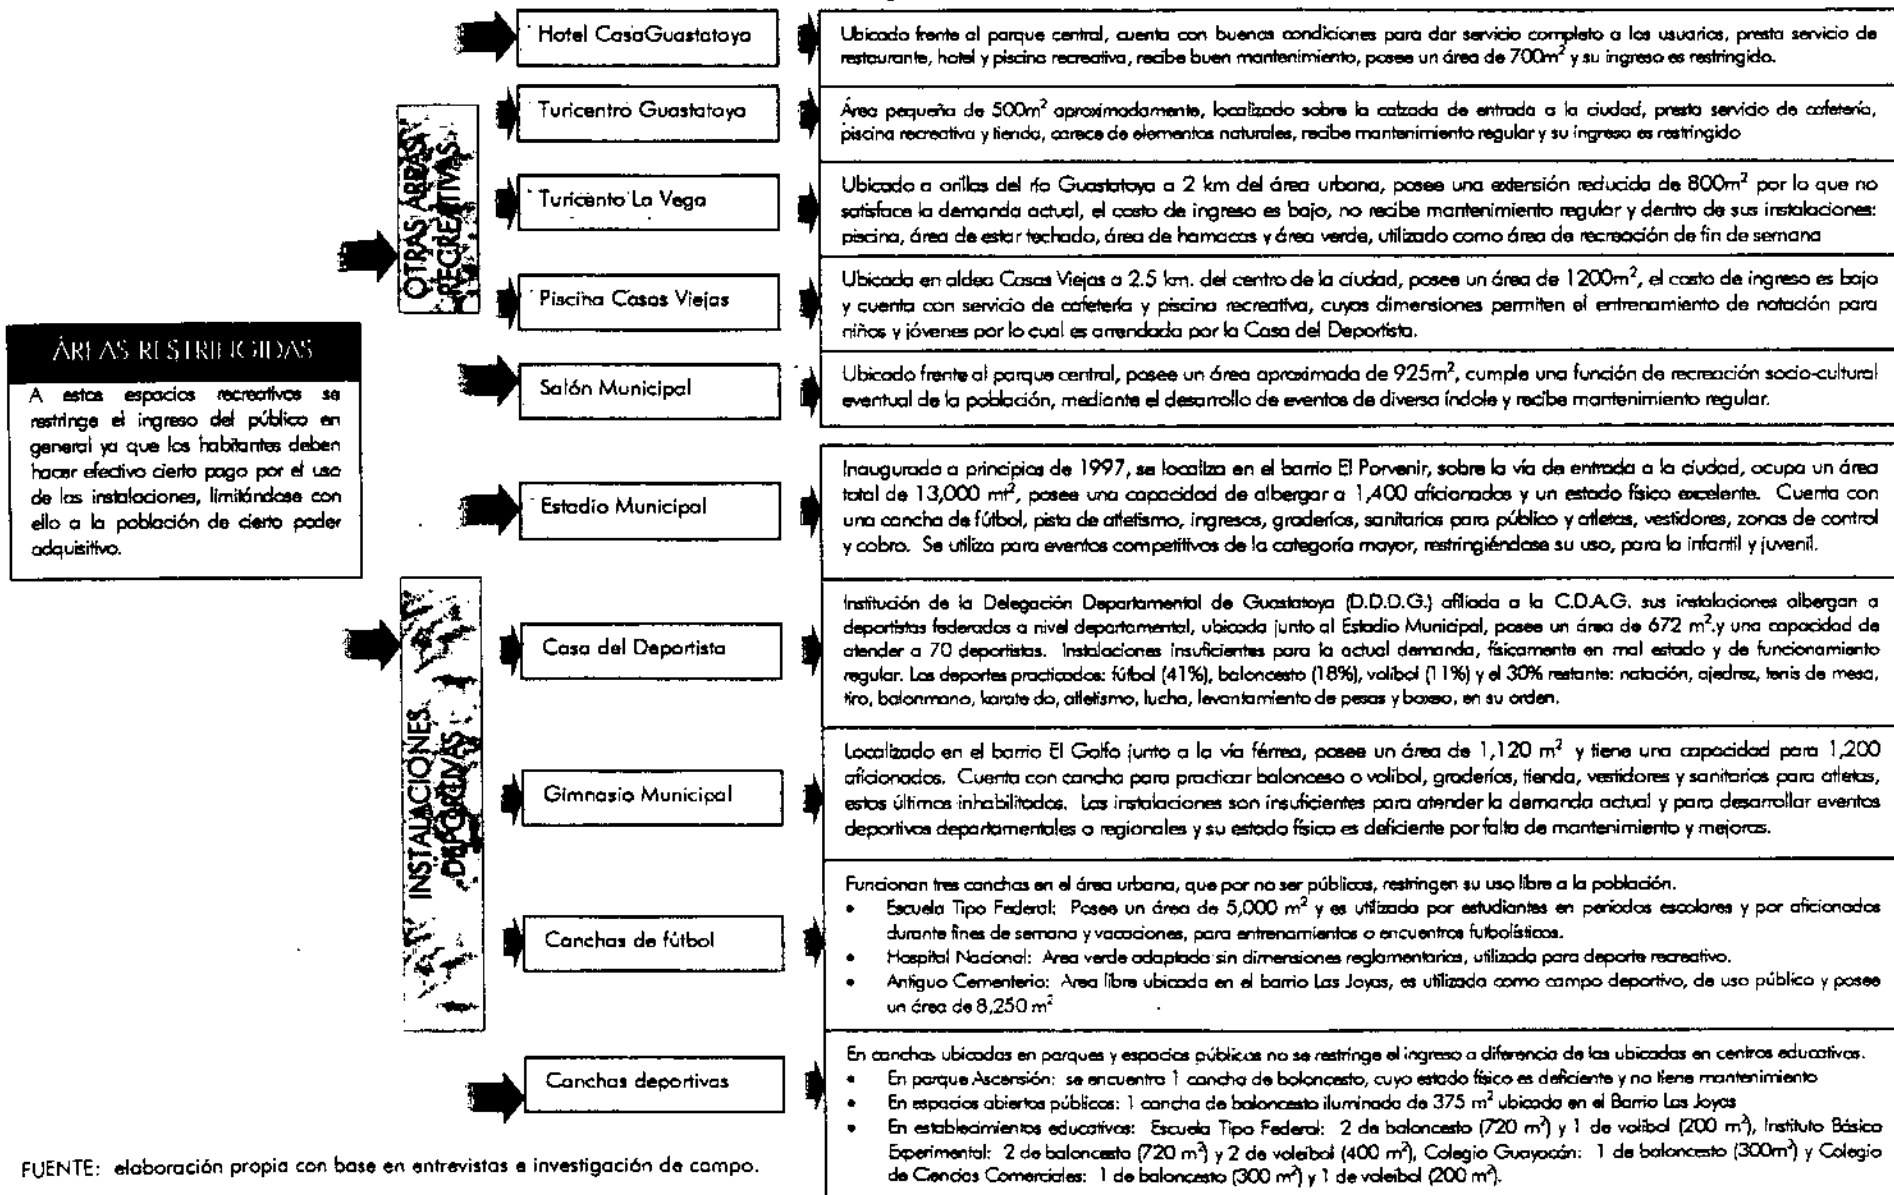 ÁREAS RESTRINGIDAS
A estos espacios recreativos se
restringe el ingreso del público en
general ya que los habitantes deben
hacer efectivo cierto pago por el uso
de las instalaciones, limitándose con
ello a la población de cierto poder
adquisitivo.
OTRAS ÁREAS
RECREATIVAS
Hotel CasaGuastatoya
Ubicado frente al parque central, cuenta con buenas condiciones para dar servicio completo a los usuarios, presta servicio de
restaurante, hotel y piscina recreativa, recibe buen mantenimiento, posee un área de 700m² y su ingreso es restringido.
Turicentro Guastatoya
Área pequeña de 500m² aproximadamente, localizado sobre la calzada de entrada a la ciudad, presta servicio de cafetería,
piscina recreativa y tienda, carece de elementos naturales, recibe mantenimiento regular y su ingreso es restringido
Turicento La Vega
Ubicado a orillas del río Guastatoya a 2 km del área urbana, posee una extensión reducida de 800m² por lo que no
satisface la demanda actual, el costo de ingreso es bajo, no recibe mantenimiento regular y dentro de sus instalaciones:
piscina, área de estar techado, área de hamacas y área verde, utilizado como área de recreación de fin de semana
Piscina Casas Viejas
Ubicada en aldea Casas Viejas a 2.5 km. del centro de la ciudad, posee un área de 1200m², el costo de ingreso es bajo
y cuenta con servicio de cafetería y piscina recreativa, cuyas dimensiones permiten el entrenamiento de natación para
niños y jóvenes por lo cual es arrendada por la Casa del Deportista.
Salón Municipal
Ubicado frente al parque central, posee un área aproximada de 925m², cumple una función de recreación socio-cultural
eventual de la población, mediante el desarrollo de eventos de diversa índole y recibe mantenimiento regular.
INSTALACIONES
DEPORTIVAS
Estadio Municipal
Inaugurado a principios de 1997, se localiza en el barrio El Porvenir, sobre la vía de entrada a la ciudad, ocupa un área
total de 13,000 m², posee una capacidad de albergar a 1,400 aficionados y un estado físico excelente. Cuenta con
una cancha de fútbol, pista de atletismo, ingresos, graderíos, sanitarios para público y atletas, vestidores, zonas de control
y cobro. Se utiliza para eventos competitivos de la categoría mayor, restringiéndose su uso, para la infantil y juvenil.
Casa del Deportista
Institución de la Delegación Departamental de Guastatoya (D.D.D.G.) afiliada a la C.D.A.G. sus instalaciones albergan a
deportistas federados a nivel departamental, ubicada junto al Estadio Municipal, posee un área de 672 m².y una capacidad de
atender a 70 deportistas. Instalaciones insuficientes para la actual demanda, físicamente en mal estado y de funcionamiento
regular. Los deportes practicados: fútbol (41%), baloncesto (18%), volibol (11%) y el 30% restante: natación, ajedrez, tenis de mesa,
tiro, balonmano, karate do, atletismo, lucha, levantamiento de pesas y boxeo, en su orden.
Gimnasio Municipal
Localizado en el barrio El Golfo junto a la vía férrea, posee un área de 1,120 m² y tiene una capacidad para 1,200
aficionados. Cuenta con cancha para practicar balonceso o volibol, graderíos, tienda, vestidores y sanitarios para atletas,
estos últimos inhabilitados. Las instalaciones son insuficientes para atender la demanda actual y para desarrollar eventos
deportivos departamentales o regionales y su estado físico es deficiente por falta de mantenimiento y mejoras.
Canchas de fútbol
Funcionan tres canchas en el área urbana, que por no ser públicas, restringen su uso libre a la población.
• Escuela Tipo Federal: Posee un área de 5,000 m² y es utilizada por estudiantes en períodos escolares y por aficionados
durante fines de semana y vacaciones, para entrenamientos o encuentros futbolísticos.
• Hospital Nacional: Area verde adaptada sin dimensiones reglamentarias, utilizada para deporte recreativo.
• Antiguo Cementerio: Area libre ubicada en el barrio Las Joyas, es utilizada como campo deportivo, de uso público y posee
un área de 8,250 m²
Canchas deportivas
En canchas ubicadas en parques y espacios públicos no se restringe el ingreso a diferencia de las ubicadas en centros educativos.
• En parque Ascensión: se encuentra 1 cancha de baloncesto, cuyo estado físico es deficiente y no tiene mantenimiento
• En espacios abiertos públicos: 1 cancha de baloncesto iluminada de 375 m² ubicada en el Barrio Las Joyas
• En establecimientos educativos: Escuela Tipo Federal: 2 de baloncesto (720 m²) y 1 de volibol (200 m²), Instituto Básico
Experimental: 2 de baloncesto (720 m²) y 2 de voleibol (400 m²), Colegio Guayacán: 1 de baloncesto (300m²) y Colegio
de Ciencias Comerciales: 1 de baloncesto (300 m²) y 1 de voleibol (200 m²).
FUENTE: elaboración propia con base en entrevistas e investigación de campo.